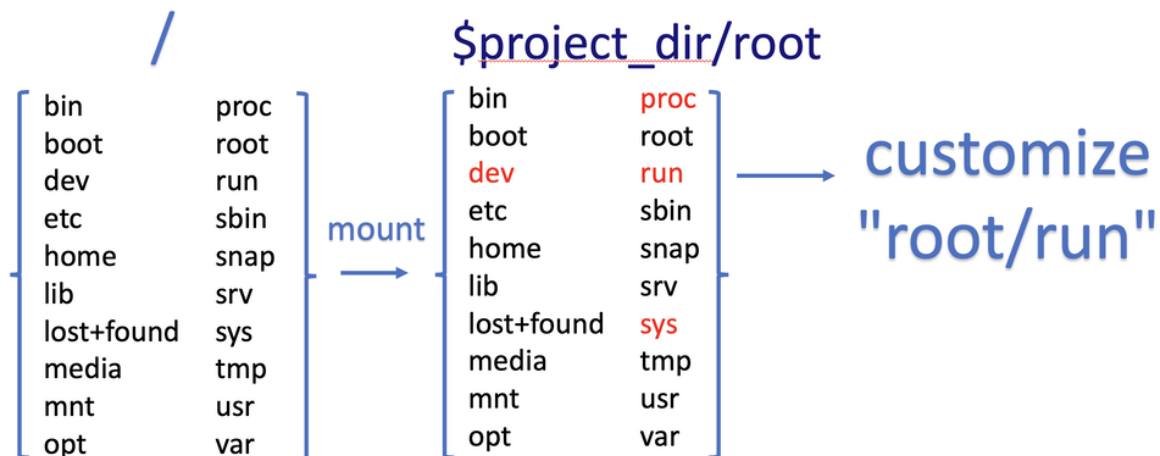 /
bin proc
boot root
dev run
etc sbin
home snap
lib srv
lost+found sys
media tmp
mnt usr
opt var
mount
$project_dir/root
bin proc
boot root
dev run
etc sbin
home snap
lib srv
lost+found sys
media tmp
mnt usr
opt var
customize
"root/run"